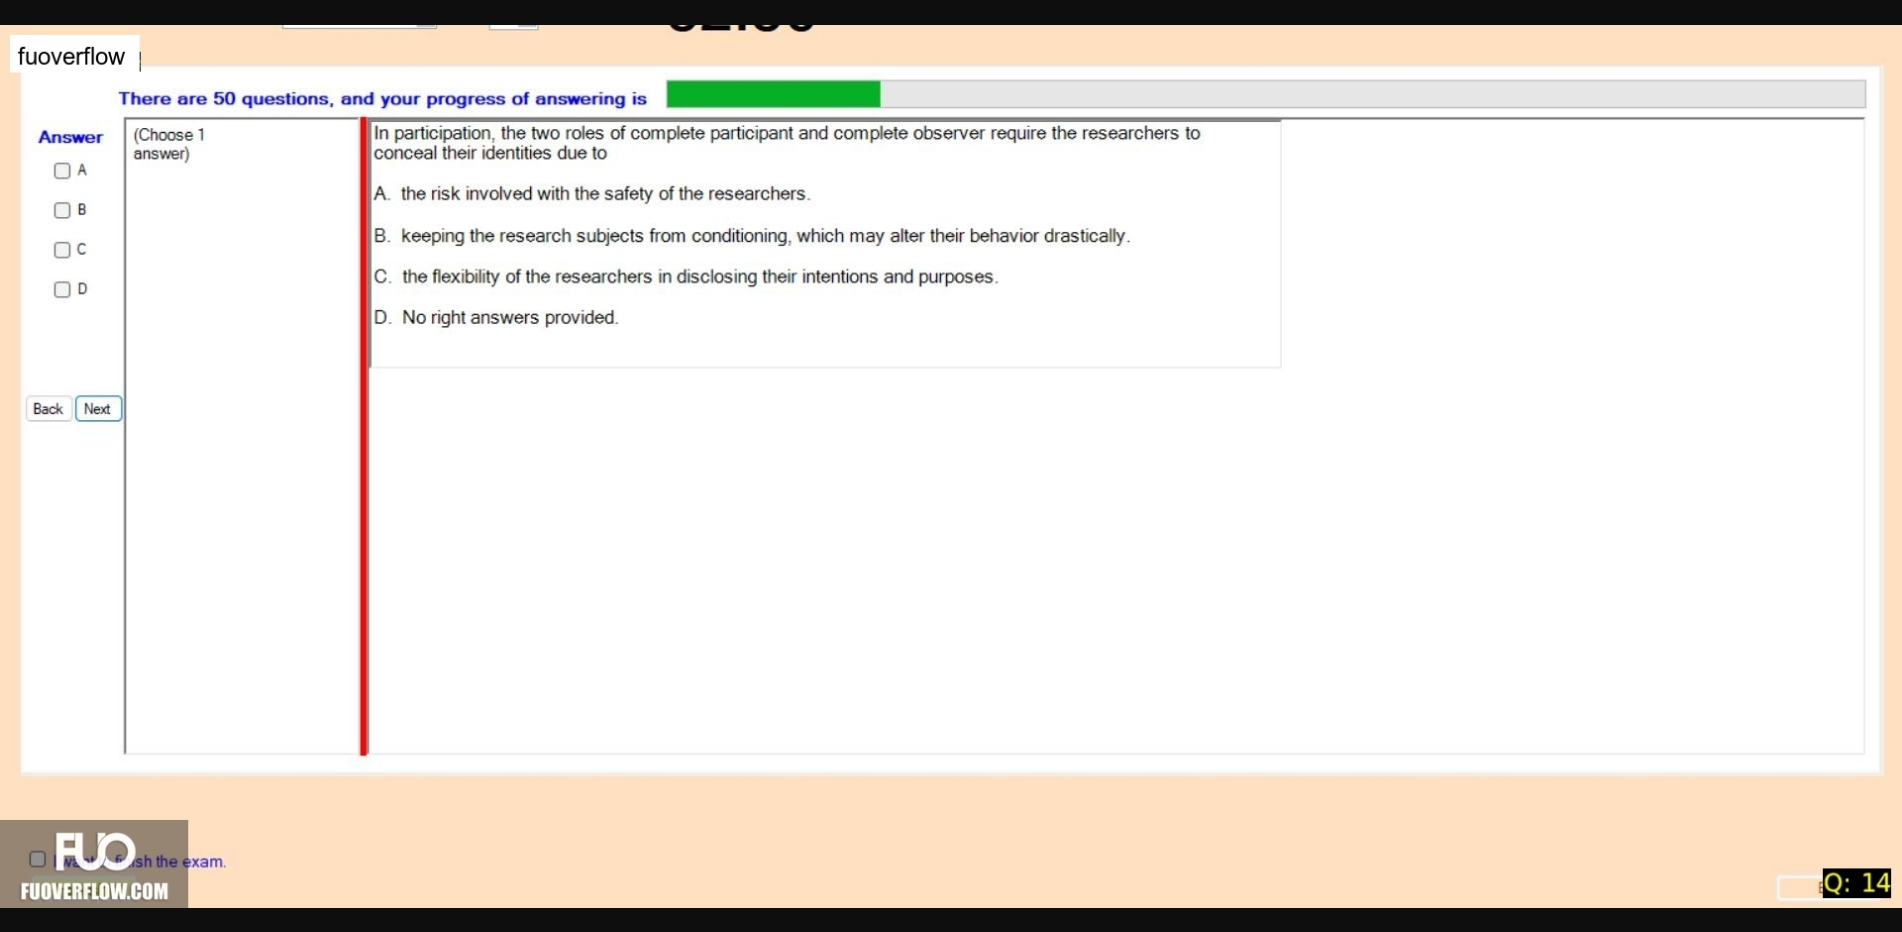 fuoverflow
There are 50 questions, and your progress of answering is
Answer
A
B
C
D
Back Next
(Choose 1
answer)
In participation, the two roles of complete participant and complete observer require the researchers to
conceal their identities due to
A. the risk involved with the safety of the researchers.
B. keeping the research subjects from conditioning, which may alter their behavior drastically.
C. the flexibility of the researchers in disclosing their intentions and purposes.
D. No right answers provided.
FUO
the exam.
FUOVERFLOW.COM
Q: 14